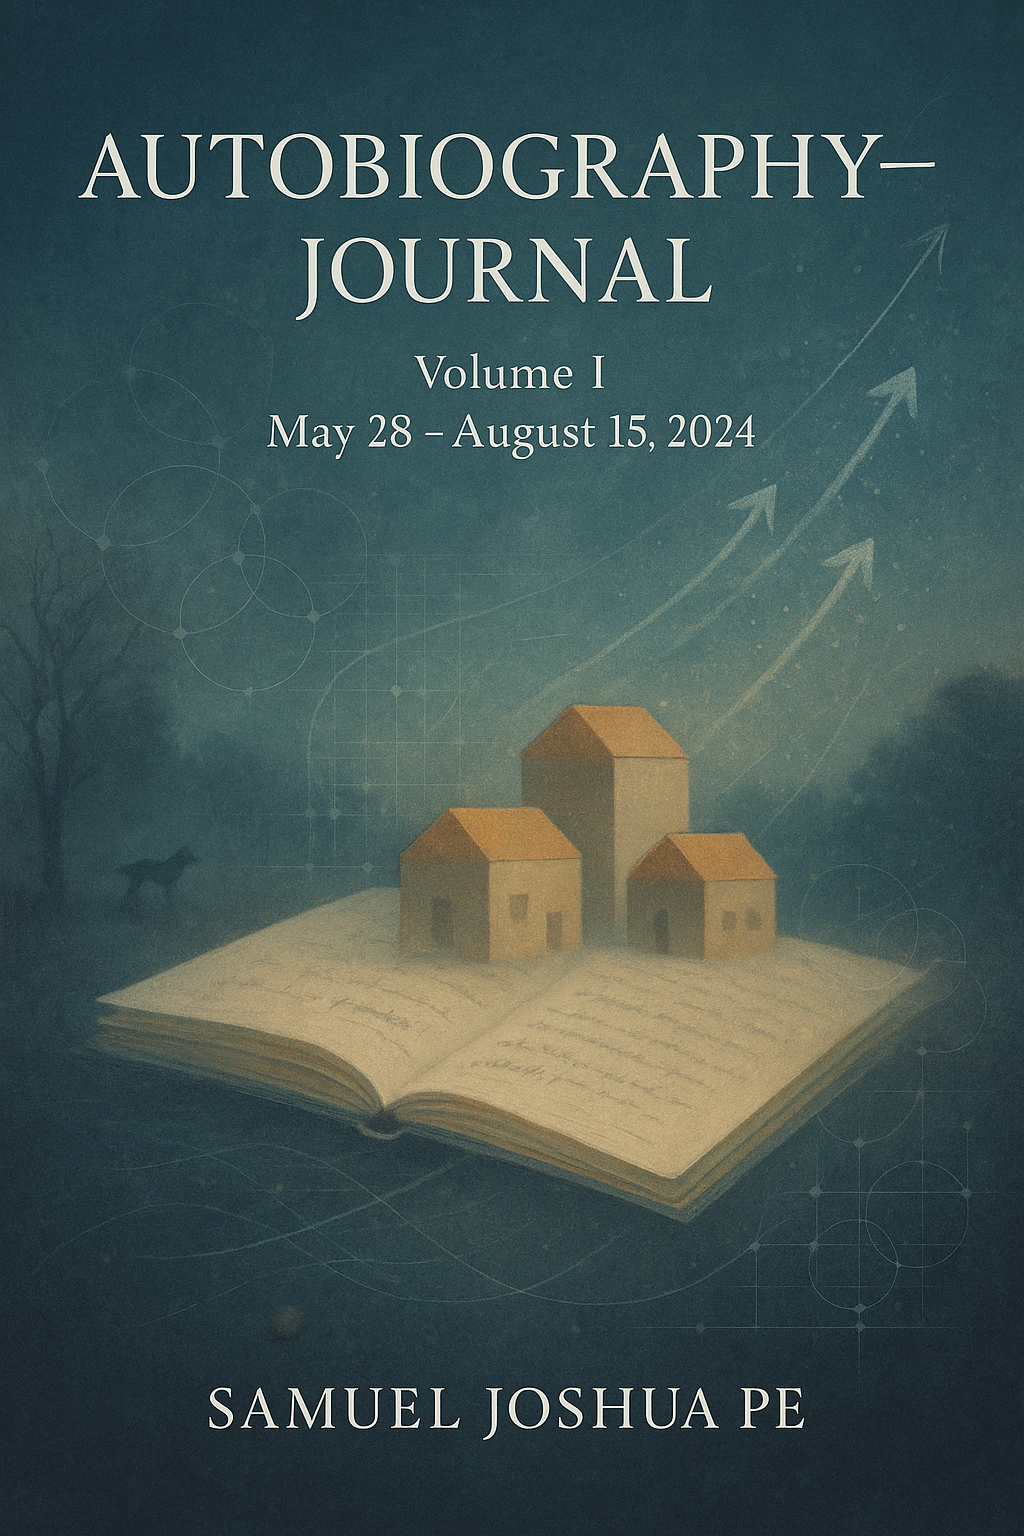 AUTOBIOGRAPHY—
JOURNAL
Volume I
May 28 – August 15, 2024
SAMUEL JOSHUA PE